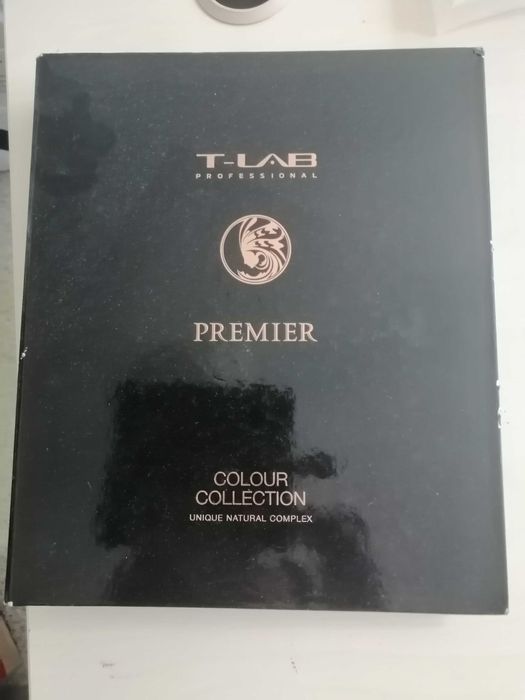 T-LAB
PROFESSIONAL
PREMIER
COLOUR
COLLECTION
UNIQUE NATURAL COMPLEX